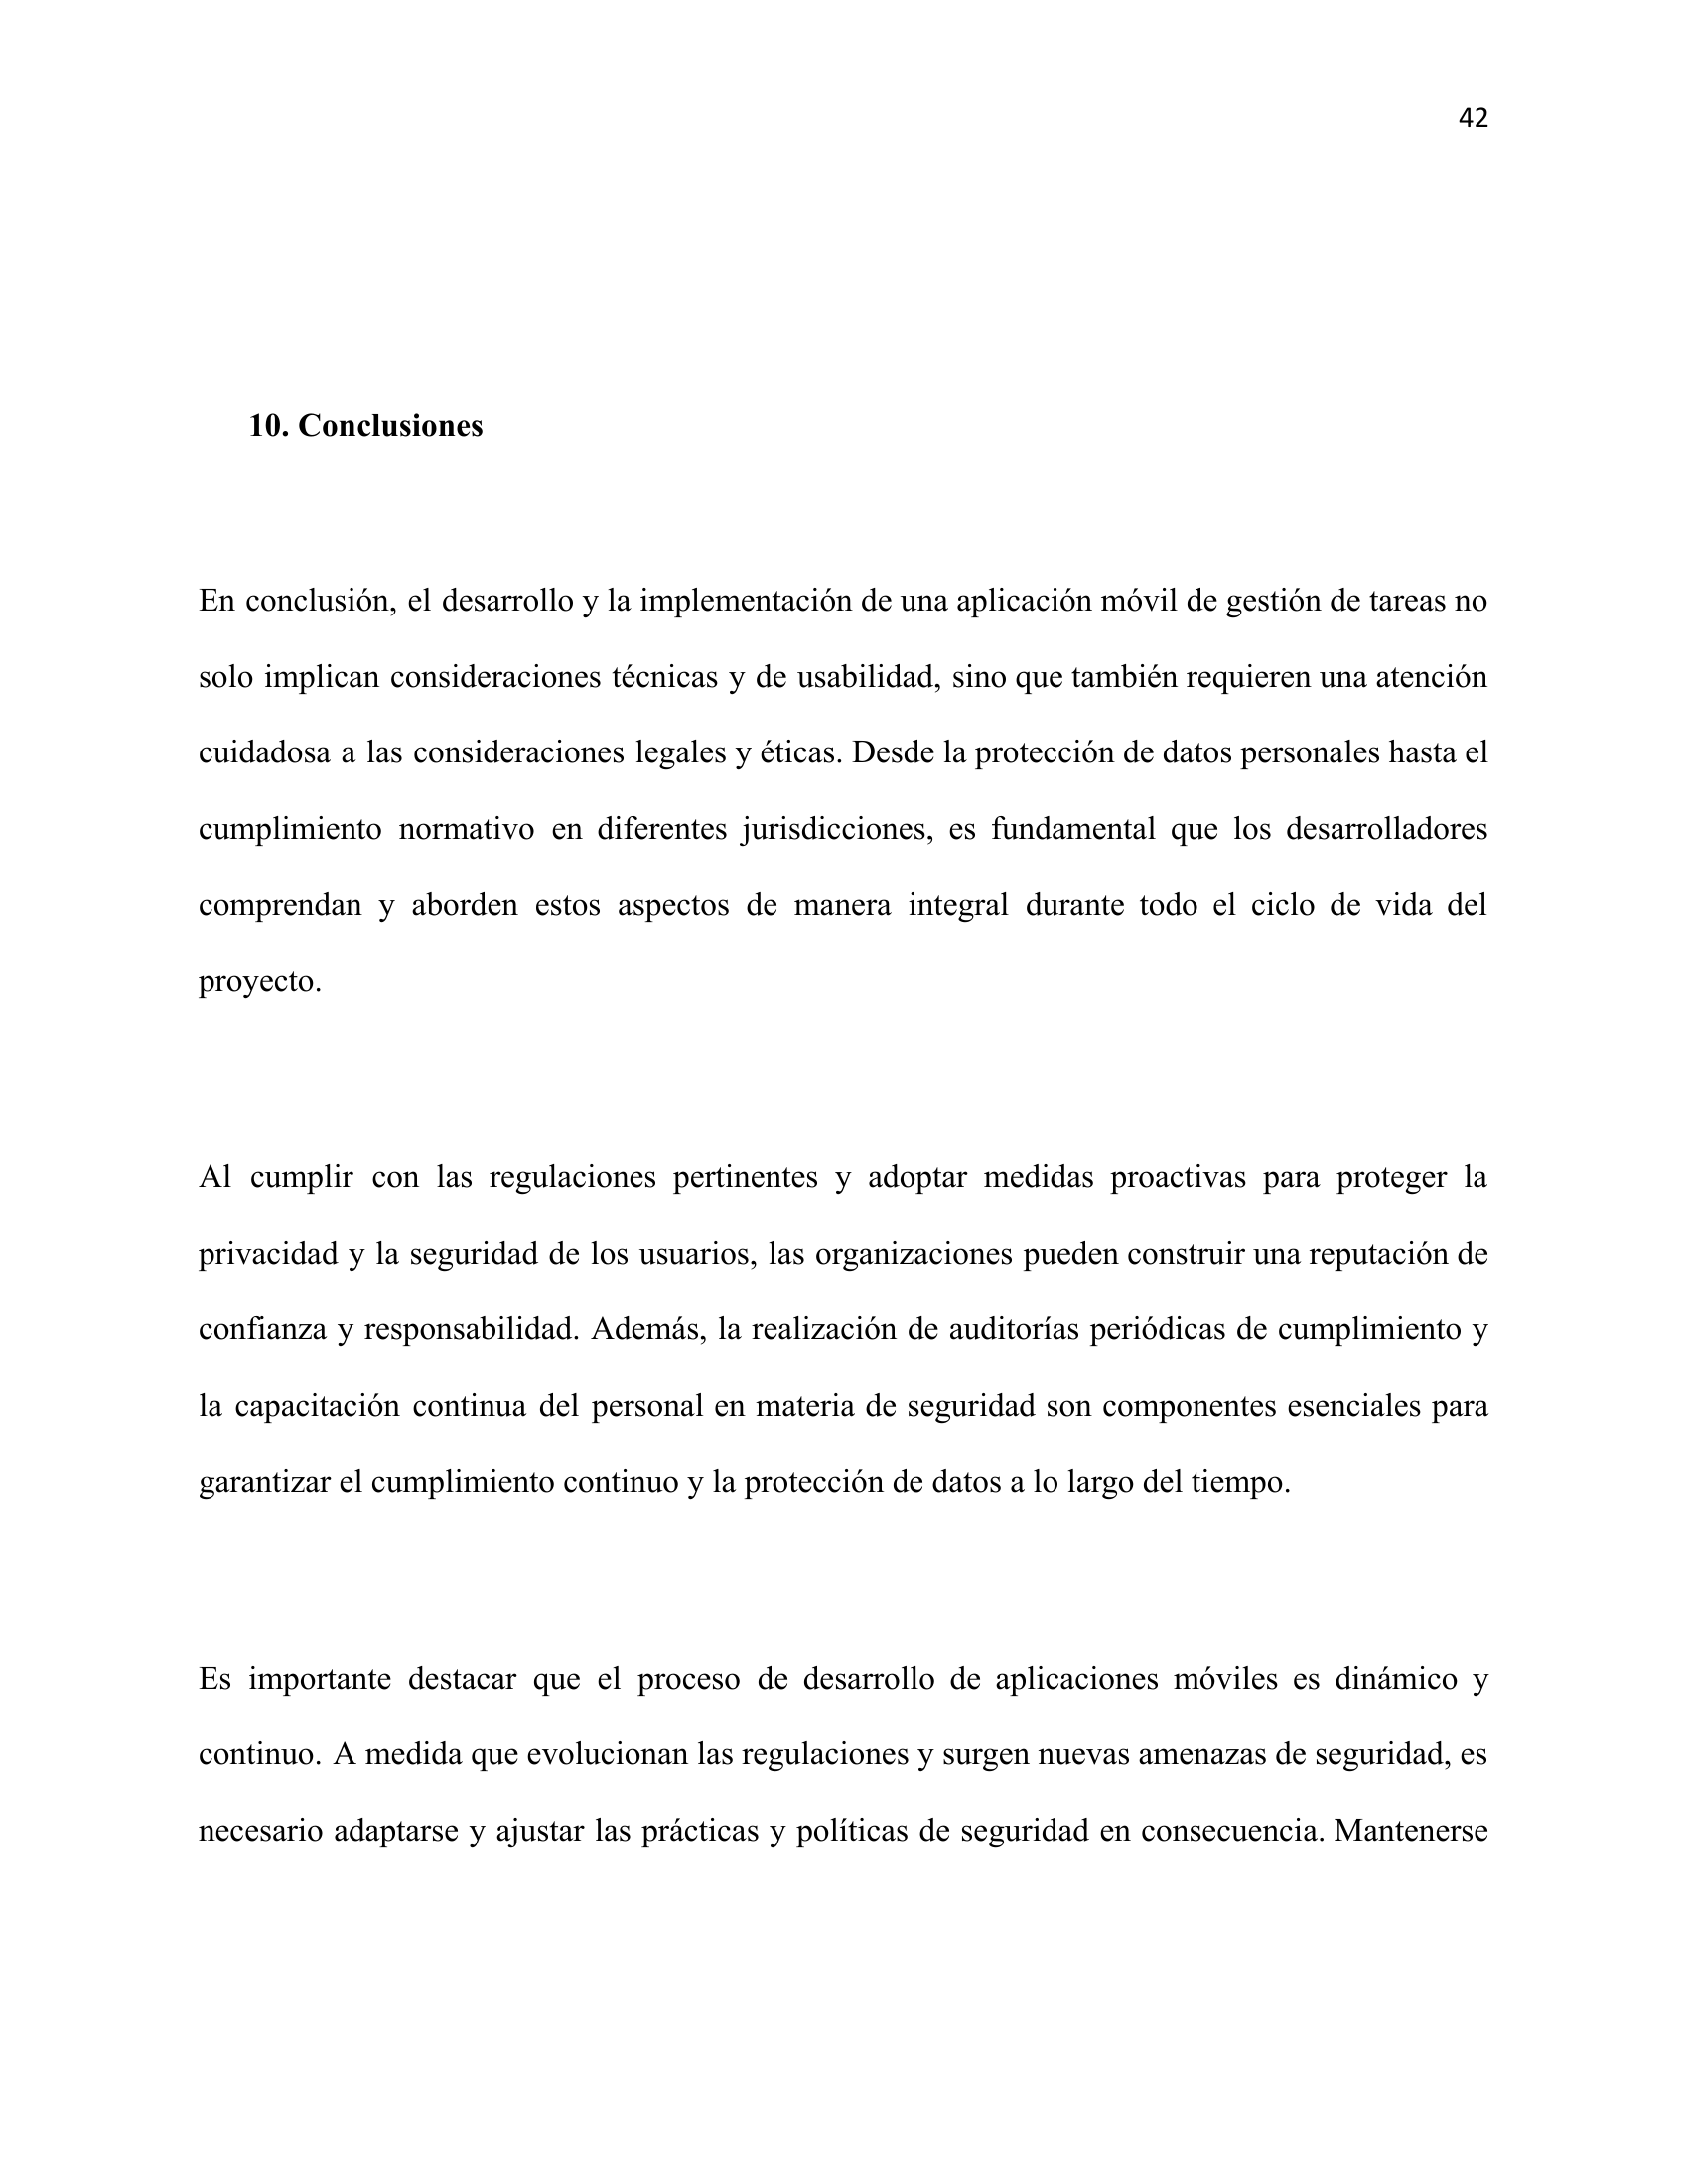 42
10. Conclusiones
En conclusión, el desarrollo y la implementación de una aplicación móvil de gestión de tareas no
solo implican consideraciones técnicas y de usabilidad, sino que también requieren una atención
cuidadosa a las consideraciones legales y éticas. Desde la protección de datos personales hasta el
cumplimiento normativo en diferentes jurisdicciones, es fundamental que los desarrolladores
comprendan y aborden estos aspectos de manera integral durante todo el ciclo de vida del
proyecto.
Al cumplir con las regulaciones pertinentes y adoptar medidas proactivas para proteger la
privacidad y la seguridad de los usuarios, las organizaciones pueden construir una reputación de
confianza y responsabilidad. Además, la realización de auditorías periódicas de cumplimiento y
la capacitación continua del personal en materia de seguridad son componentes esenciales para
garantizar el cumplimiento continuo y la protección de datos a lo largo del tiempo.
Es importante destacar que el proceso de desarrollo de aplicaciones móviles es dinámico y
continuo. A medida que evolucionan las regulaciones y surgen nuevas amenazas de seguridad, es
necesario adaptarse y ajustar las prácticas y políticas de seguridad en consecuencia. Mantenerse